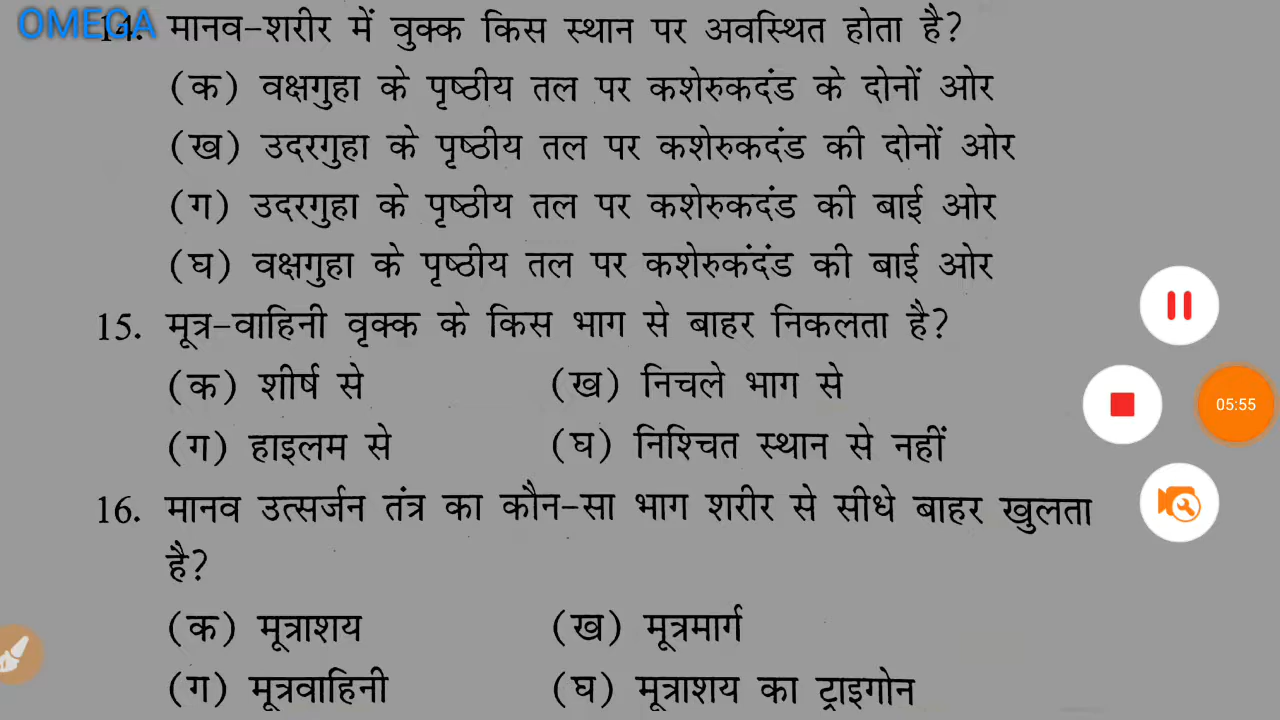 OMEGA
14. मानव-शरीर में वुक्क किस स्थान पर अवस्थित होता है?
(क) वक्षगुहा के पृष्ठीय तल पर कशेरुकदंड के दोनों ओर
(ख) उदरगुहा के पृष्ठीय तल पर कशेरुकदंड की दोनों ओर
(ग) उदरगुहा के पृष्ठीय तल पर कशेरुकदंड की बाई ओर
(घ) वक्षगुहा के पृष्ठीय तल पर कशेरुकंदंड की बाई ओर
15. मूत्र-वाहिनी वृक्क के किस भाग से बाहर निकलता है?
(क) शीर्ष से (ख) निचले भाग से
(ग) हाइलम से (घ) निश्चित स्थान से नहीं
16. मानव उत्सर्जन तंत्र का कौन-सा भाग शरीर से सीधे बाहर खुलता
है?
(क) मूत्राशय (ख) मूत्रमार्ग
(ग) मूत्रवाहिनी (घ) मूत्राशय का ट्राइगोन
05:55